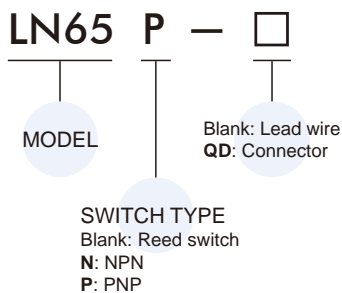 LN65 P – □
MODEL
Blank: Lead wire
QD: Connector
SWITCH TYPE
Blank: Reed switch
N: NPN
P: PNP